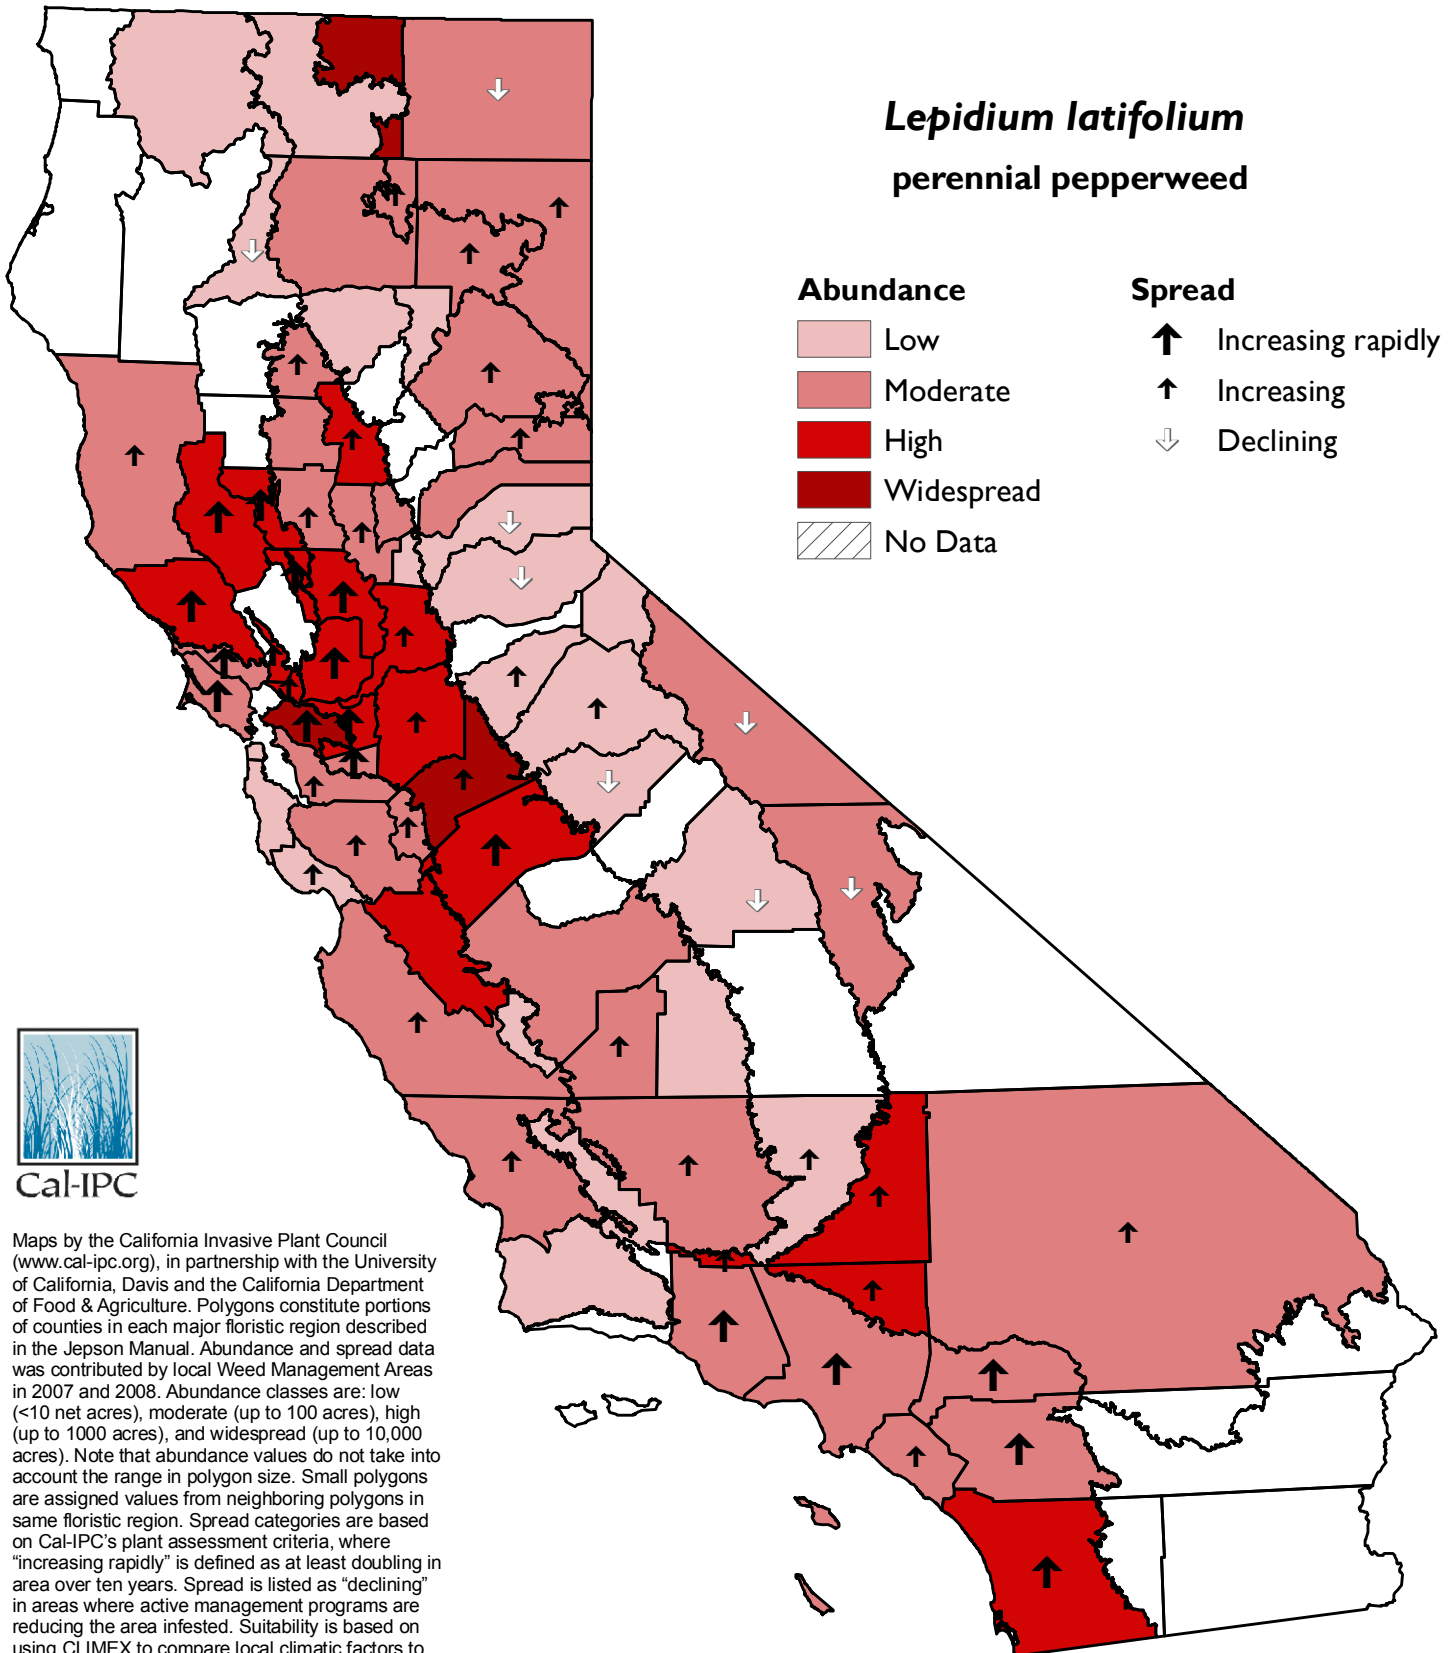 Lepidium latifolium
perennial pepperweed
Abundance
Low
Moderate
High
Widespread
No Data
Spread
Increasing rapidly
Increasing
Declining
Cal-IPC
Maps by the California Invasive Plant Council
(www.cal-ipc.org), in partnership with the University
of California, Davis and the California Department
of Food & Agriculture. Polygons constitute portions
of counties in each major floristic region described
in the Jepson Manual. Abundance and spread data
was contributed by local Weed Management Areas
in 2007 and 2008. Abundance classes are: low
(<10 net acres), moderate (up to 100 acres), high
(up to 1000 acres), and widespread (up to 10,000
acres). Note that abundance values do not take into
account the range in polygon size. Small polygons
are assigned values from neighboring polygons in
same floristic region. Spread categories are based
on Cal-IPC's plant assessment criteria, where
“increasing rapidly” is defined as at least doubling in
area over ten years. Spread is listed as “declining”
in areas where active management programs are
reducing the area infested. Suitability is based on
using CLIMEX to compare local climatic factors to